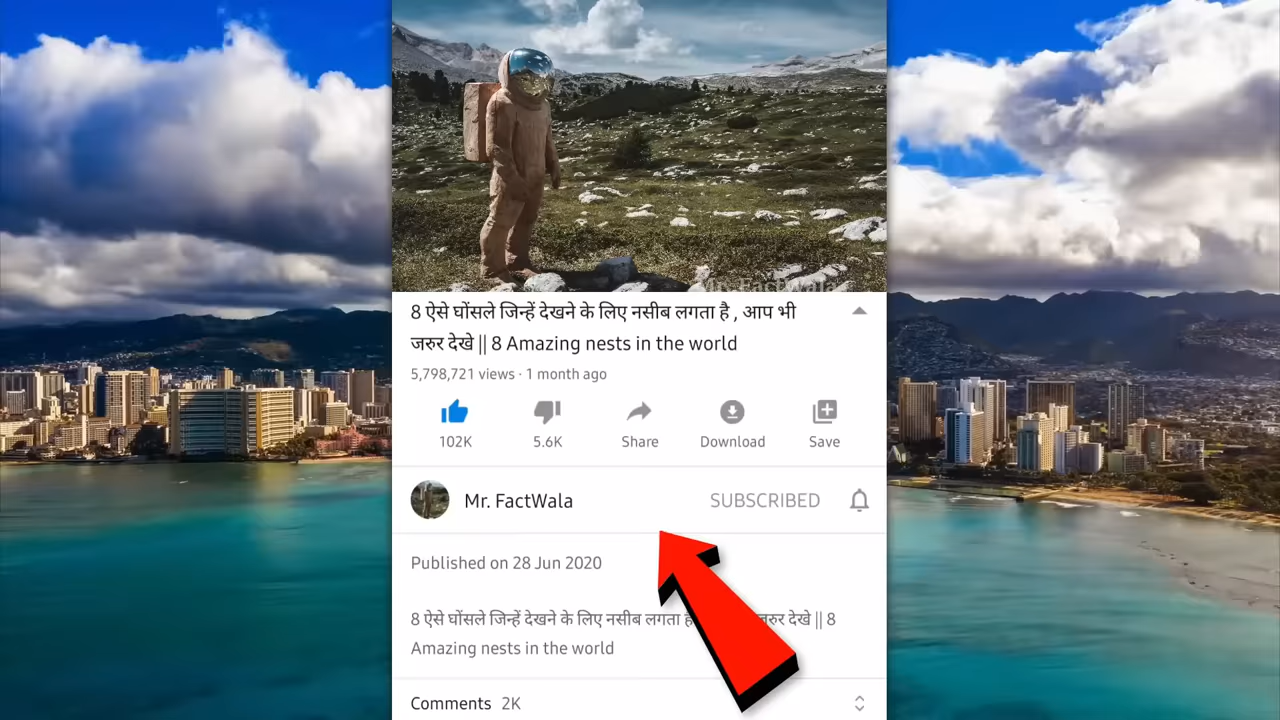 Mr. FactWala
8 ऐसे घोंसले जिन्हें देखने के लिए नसीब लगता है , आप भी
जरुर देखे || 8 Amazing nests in the world
5,798,721 views · 1 month ago
102K
5.6K
Share
Download
Save
Mr. FactWala
SUBSCRIBED
Published on 28 Jun 2020
8 ऐसे घोंसले जिन्हें देखने के लिए नसीब लगता जरुर देखे || 8
Amazing nests in the world
Comments 2K